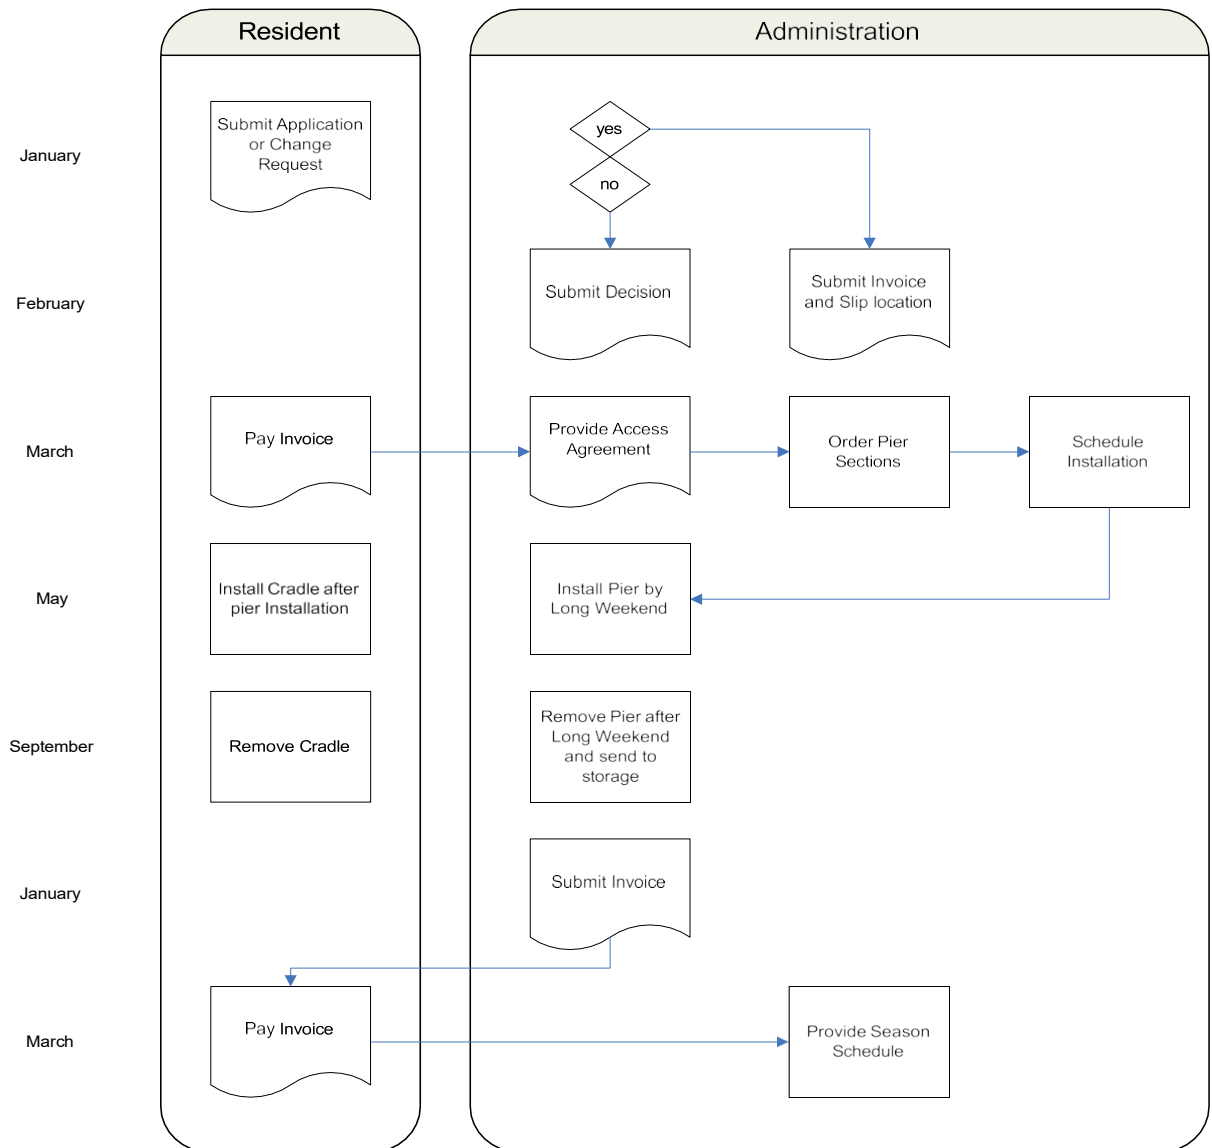 Resident
Administration
January
Submit Application
or Change
Request
yes
no
February
Submit Decision
Submit Invoice
and Slip location
March
Pay Invoice
Provide Access
Agreement
Order Pier
Sections
Schedule
Installation
May
Install Cradle after
pier Installation
Install Pier by
Long Weekend
September
Remove Cradle
Remove Pier after
Long Weekend
and send to
storage
January
Submit Invoice
March
Pay Invoice
Provide Season
Schedule